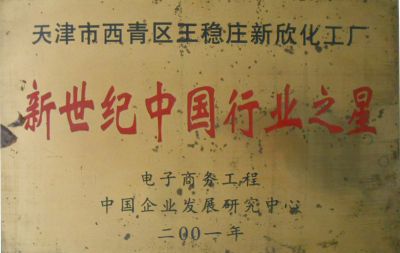 天津市西青区王稳庄新欣化工厂
新世纪中国行业之星
电子商务工程
中国企业发展研究中心
二00一年